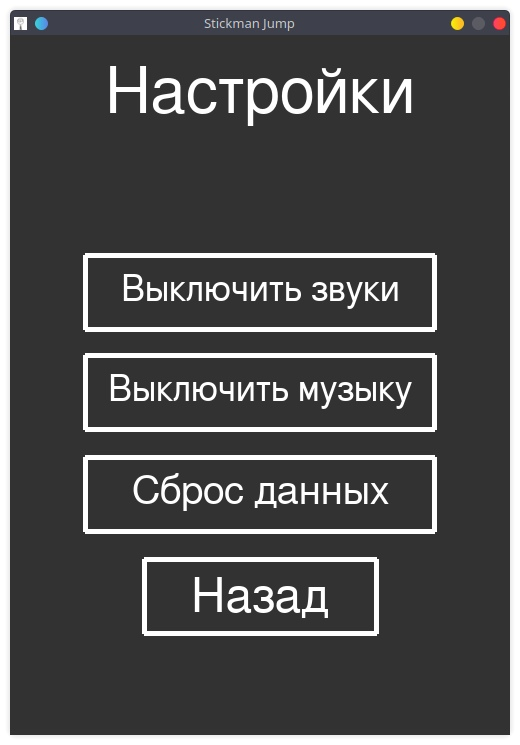 Stickman Jump
Настройки
Выключить звуки
Выключить музыку
Сброс данных
Назад